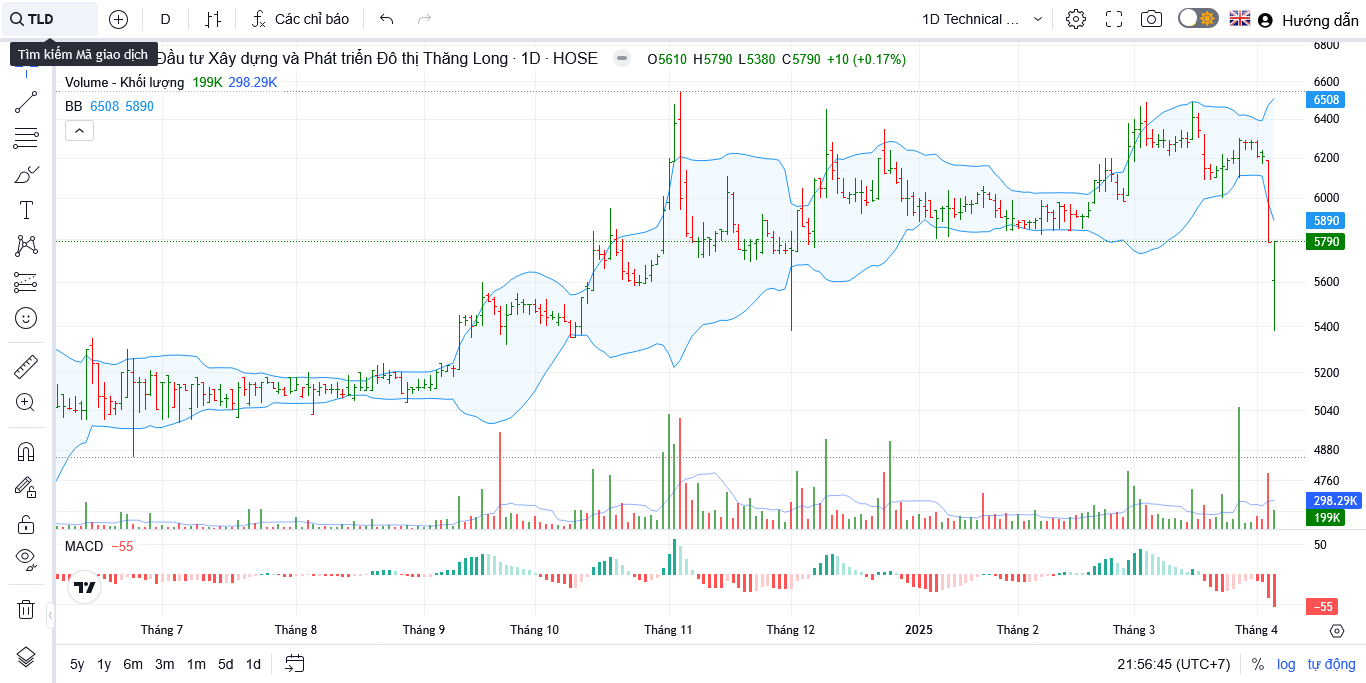 TLD
D
Các chỉ báo
1D Technical ...
Hướng dẫn
Tìm kiếm Mã giao dịch
Đầu tư Xây dựng và Phát triển Đô thị Thăng Long · 1D · HOSE
O5610 H5790 L5380 C5790 +10 (+0.17%)
Volume - Khối lượng 199K 298.29K
BB 6508 5890
6800
6600
6508
6400
6200
6000
5890
5790
5600
5400
5200
5040
4880
4760
298.29K
199K
MACD −55
50
−55
Tháng 7 Tháng 8 Tháng 9 Tháng 10 Tháng 11 Tháng 12 2025 Tháng 2 Tháng 3 Tháng 4
5y 1y 6m 3m 1m 5d 1d
21:56:45 (UTC+7) % log tự động